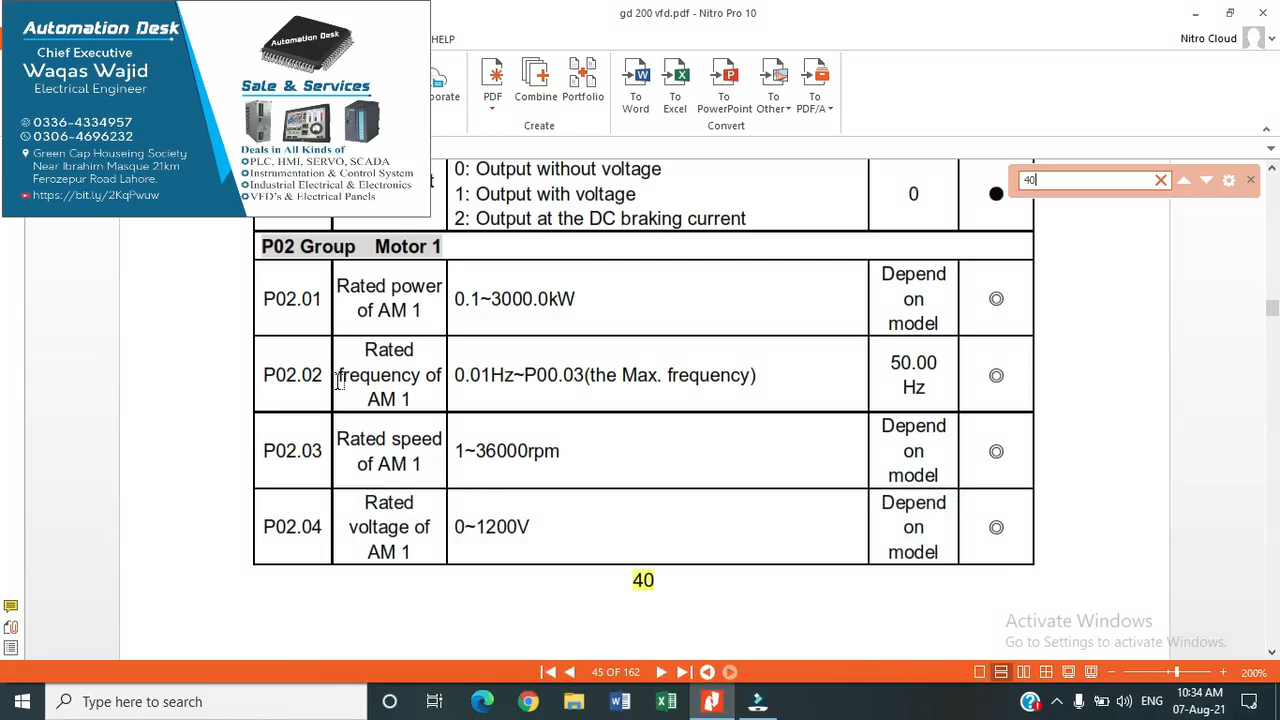 gd 200 vfd.pdf - Nitro Pro 10
HELP
Nitro Cloud
Automation Desk
Chief Executive
Waqas Wajid
Electrical Engineer
0336-4334957
0306-4696232
Green Cap Houseing Society
Near Ibrahim Masque 21km
Ferozepur Road Lahore.
https://bit.ly/2KqPwuw
Automation Desk
Sale & Services
Deals in All Kinds of
PLC, HMI, SERVO, SCADA
Instrumentation & Control System
Industrial Electrical & Electronics
VFD's & Electrical Panels
PDF
Combine
Portfolio
Create
To Word
To Excel
To PowerPoint
To Other
To PDF/A
Convert
40
0: Output without voltage
1: Output with voltage
2: Output at the DC braking current
0
P02 Group Motor 1
P02.01
Rated power
of AM 1
0.1~3000.0kW
Depend
on
model
P02.02
Rated
frequency of
AM 1
0.01Hz~P00.03(the Max. frequency)
50.00
Hz
P02.03
Rated speed
of AM 1
1~36000rpm
Depend
on
model
P02.04
Rated
voltage of
AM 1
0~1200V
Depend
on
model
40
Activate Windows
Go to Settings to activate Windows.
45 OF 162
200%
Type here to search
ENG
10:34 AM
07-Aug-21